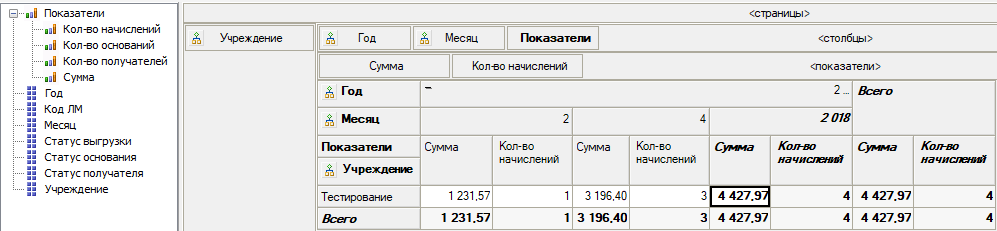 Показатели
Кол-во начислений
Кол-во оснований
Кол-во получателей
Сумма
Год
Код ЛМ
Месяц
Статус выгрузки
Статус основания
Статус получателя
Учреждение
<страницы>
Учреждение Год Месяц Показатели <столбцы>
Сумма Кол-во начислений <показатели>
Год 2 ... Всего
Месяц 2 4 2 018
Показатели Сумма Кол-во начислений Сумма Кол-во начислений Сумма Кол-во начислений Сумма Кол-во начислений
Учреждение
Тестирование 1 231,57 1 3 196,40 3 4 427,97 4 4 427,97 4
Всего 1 231,57 1 3 196,40 3 4 427,97 4 4 427,97 4